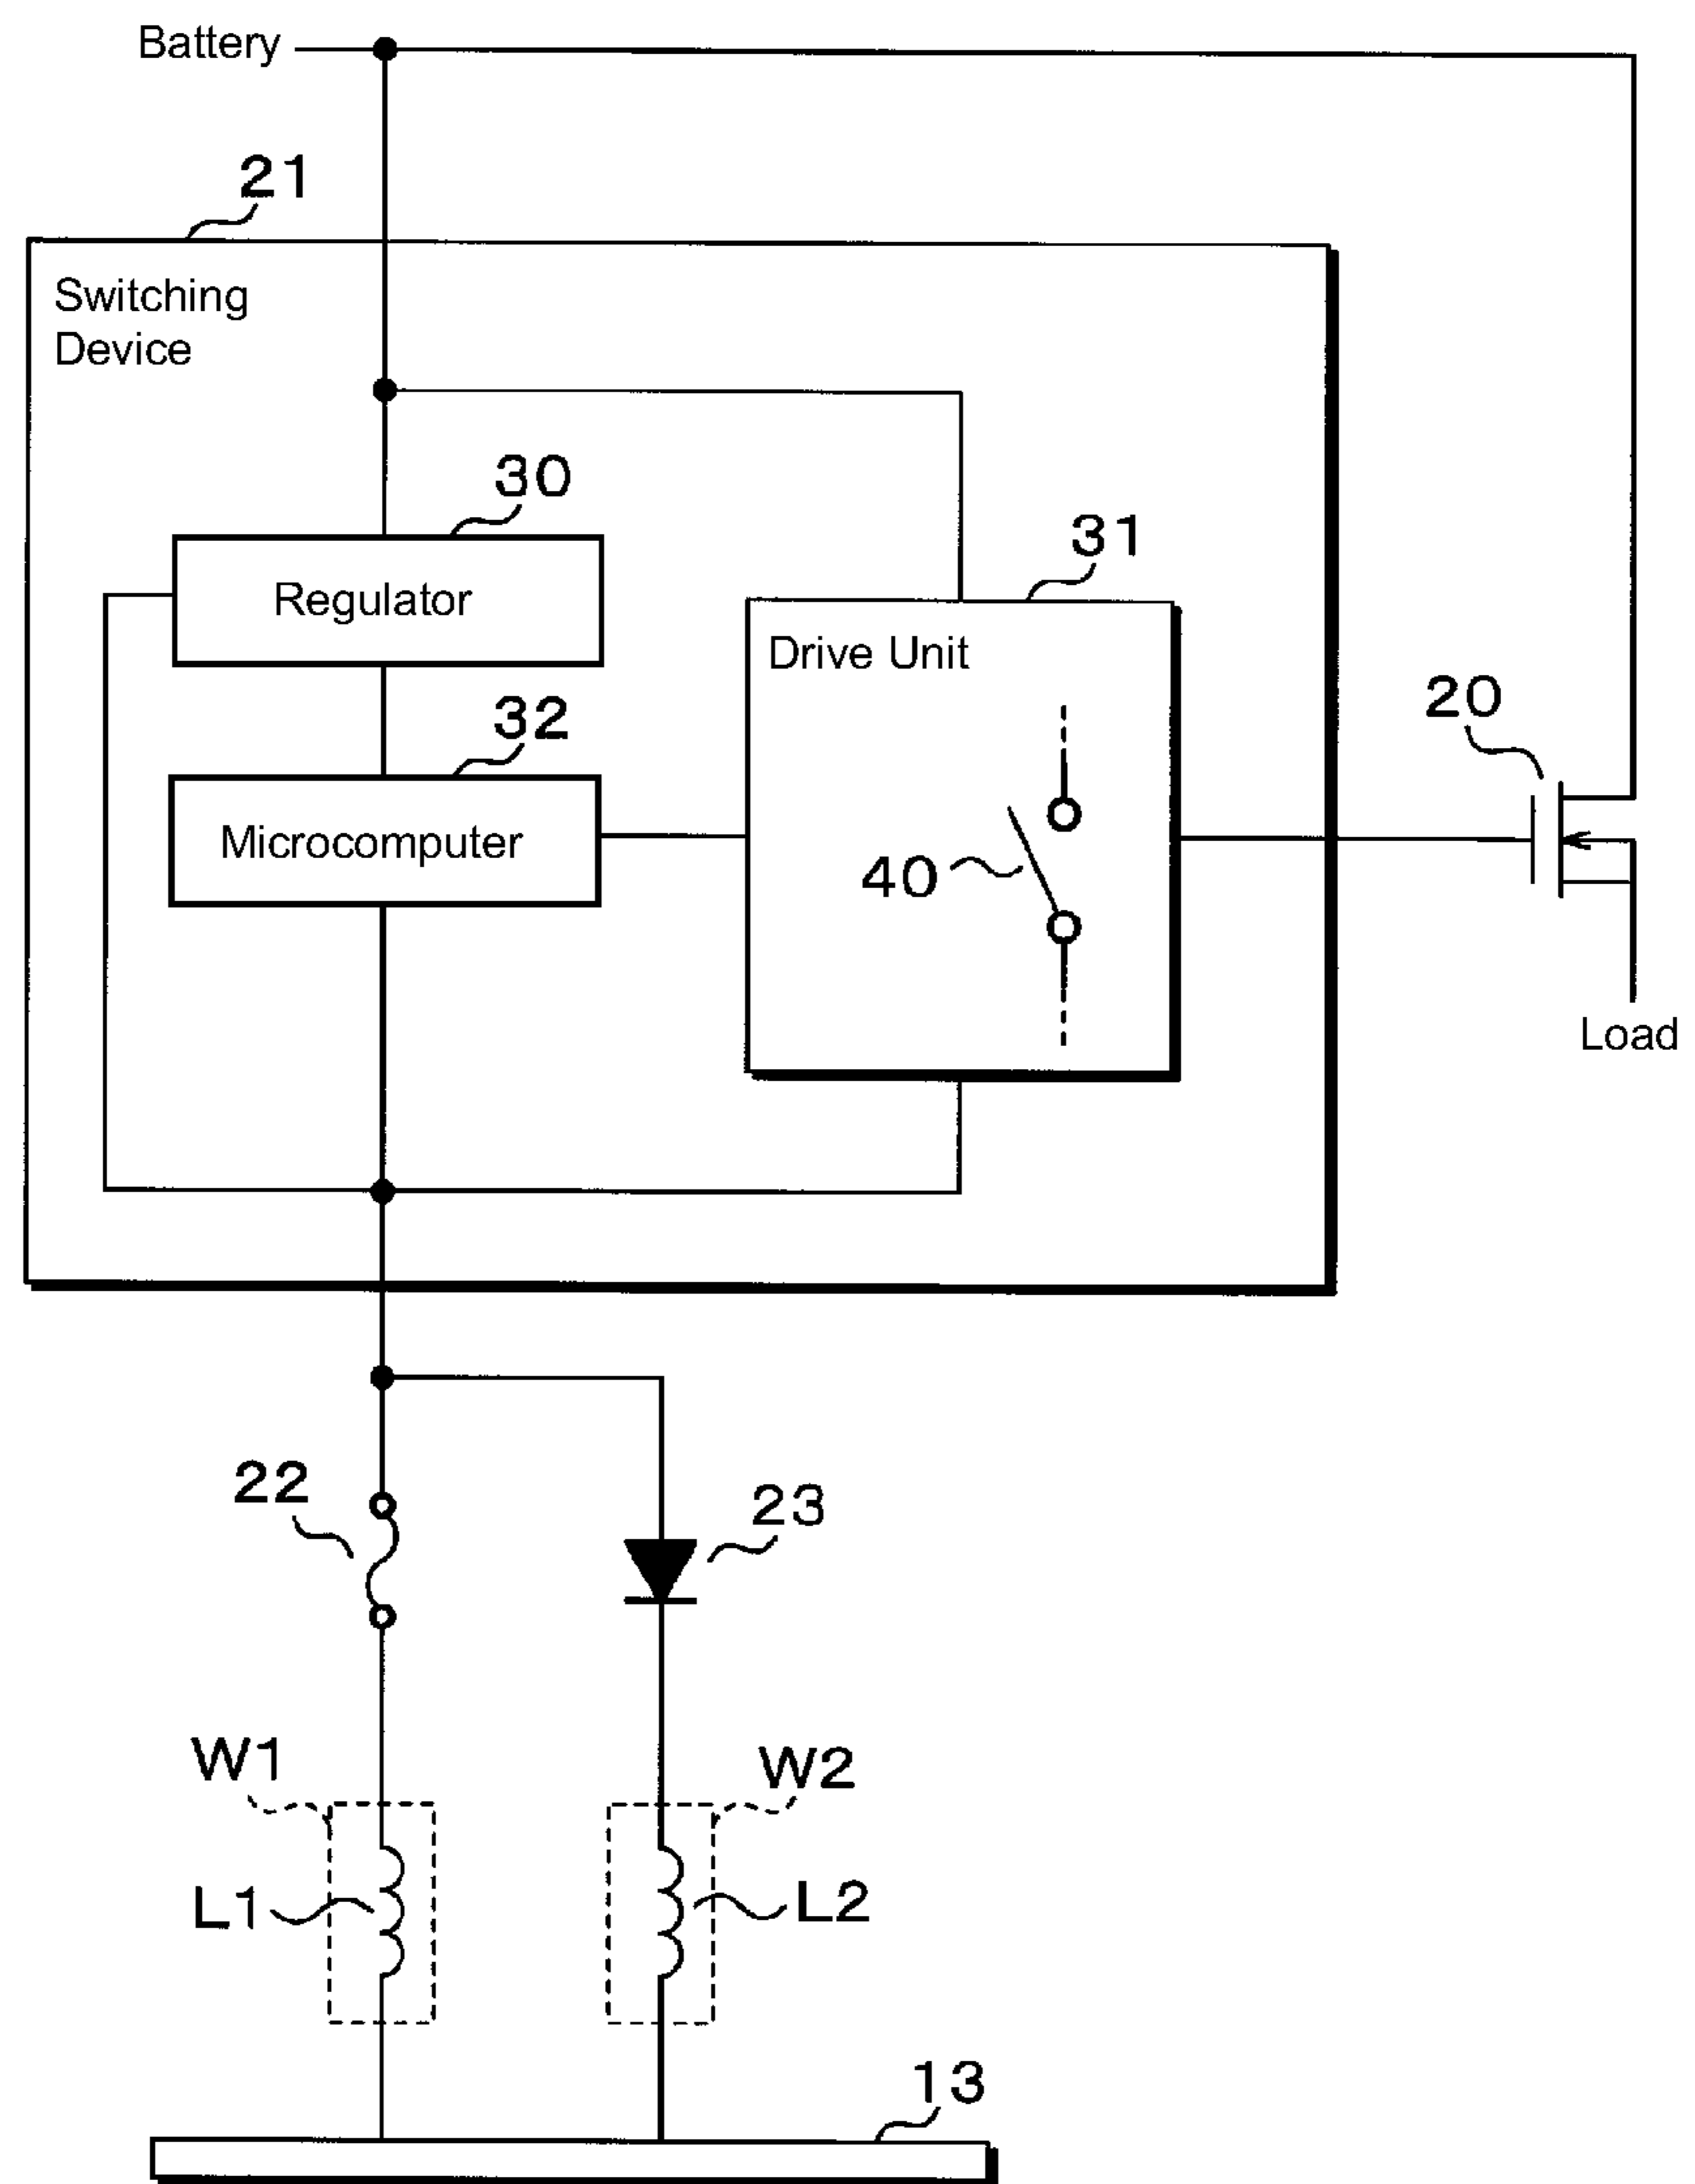 Battery
21
Switching
Device
30
Regulator
31
Drive Unit
32
Microcomputer
40
20
Load
22
23
W1
W2
L1
L2
13